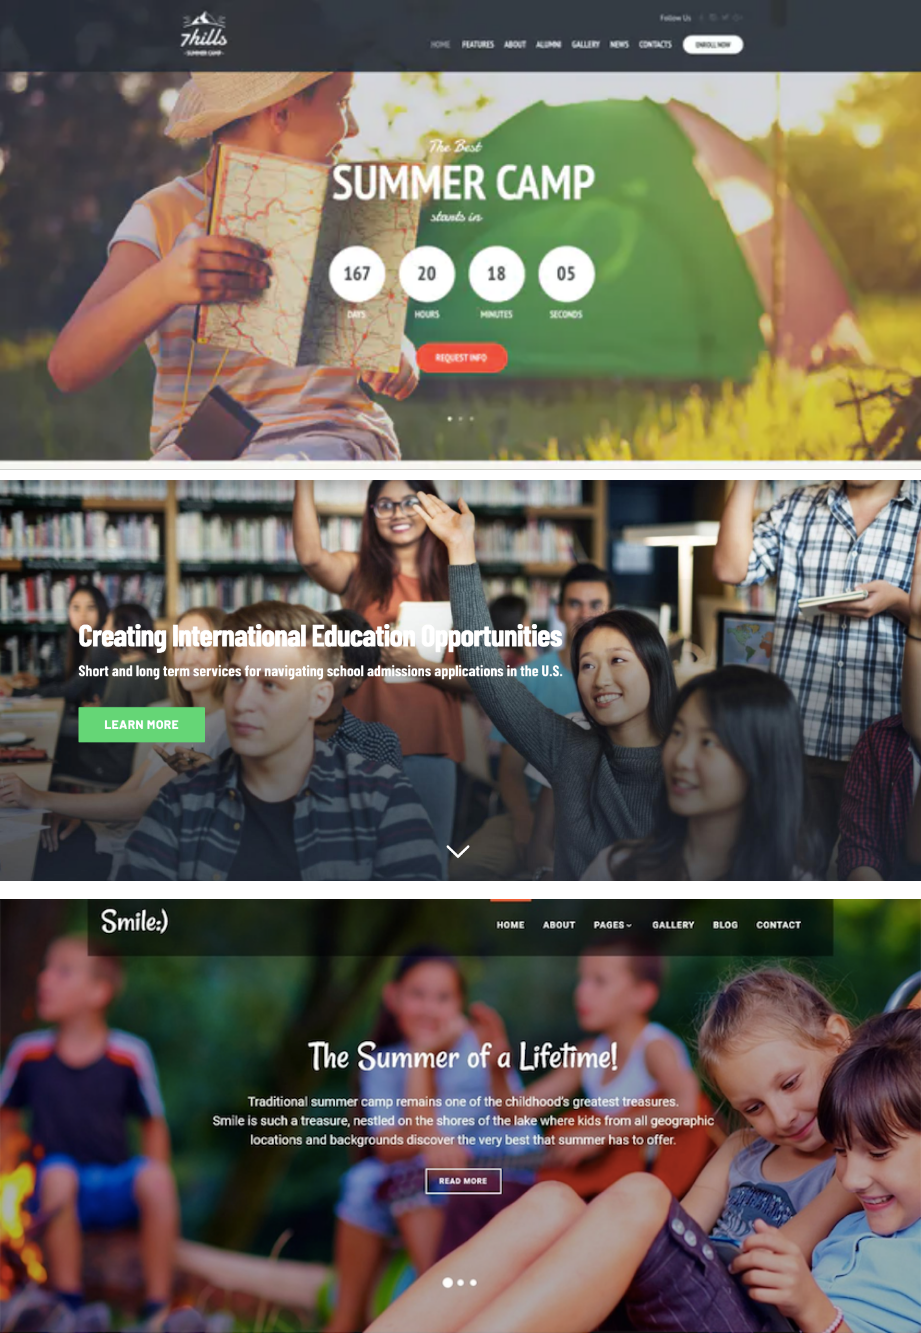 7hills
SUMMER CAMP
Follow Us
HOME FEATURES ABOUT ALUMNI GALLERY NEWS CONTACTS ENROLL NOW
The Best
SUMMER CAMP
starts in
167 20 18 05
DAYS HOURS MINUTES SECONDS
REQUEST INFO
Creating International Education Opportunities
Short and long term services for navigating school admissions applications in the U.S.
LEARN MORE
Smile:)
HOME ABOUT PAGES GALLERY BLOG CONTACT
The Summer of a Lifetime!
Traditional summer camp remains one of the childhood's greatest treasures.
Smile is such a treasure, nestled on the shores of the lake where kids from all geographic
locations and backgrounds discover the very best that summer has to offer.
READ MORE